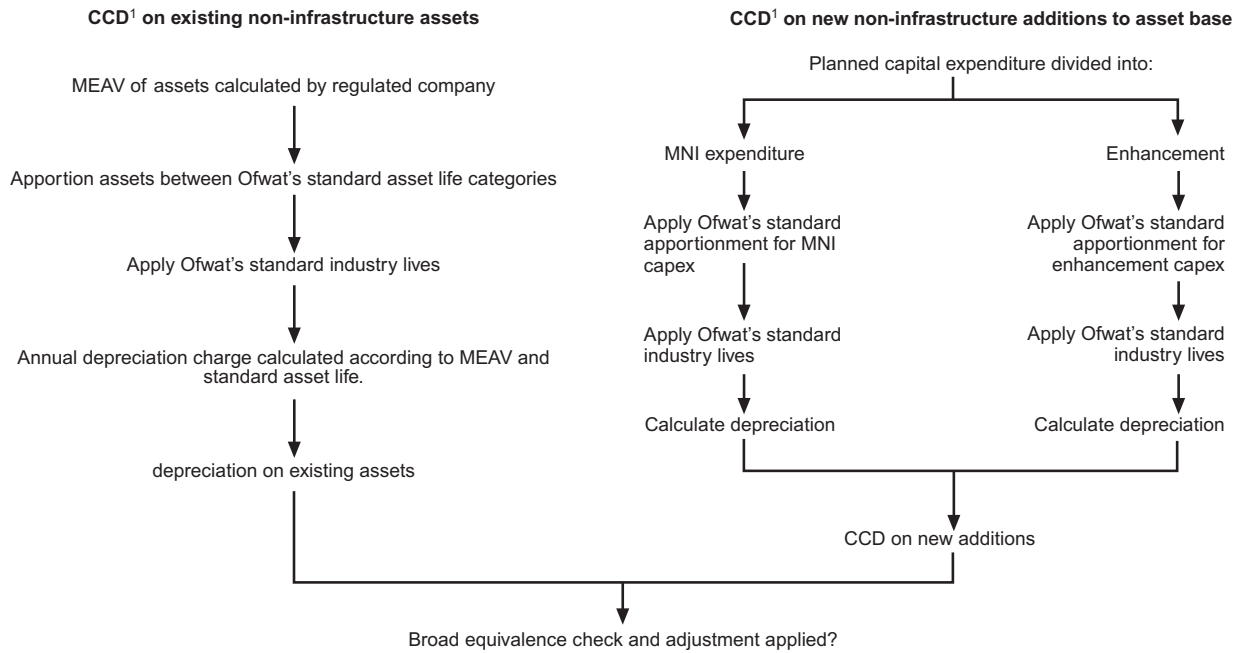 CCD¹ on existing non-infrastructure assets
MEAV of assets calculated by regulated company
Apportion assets between Ofwat’s standard asset life categories
Apply Ofwat’s standard industry lives
Annual depreciation charge calculated according to MEAV and
standard asset life.
depreciation on existing assets
CCD¹ on new non-infrastructure additions to asset base
Planned capital expenditure divided into:
MNI expenditure
Apply Ofwat’s standard
apportionment for MNI
capex
Apply Ofwat’s standard
industry lives
Calculate depreciation
Enhancement
Apply Ofwat’s standard
apportionment for
enhancement capex
Apply Ofwat’s standard
industry lives
Calculate depreciation
CCD on new additions
Broad equivalence check and adjustment applied?